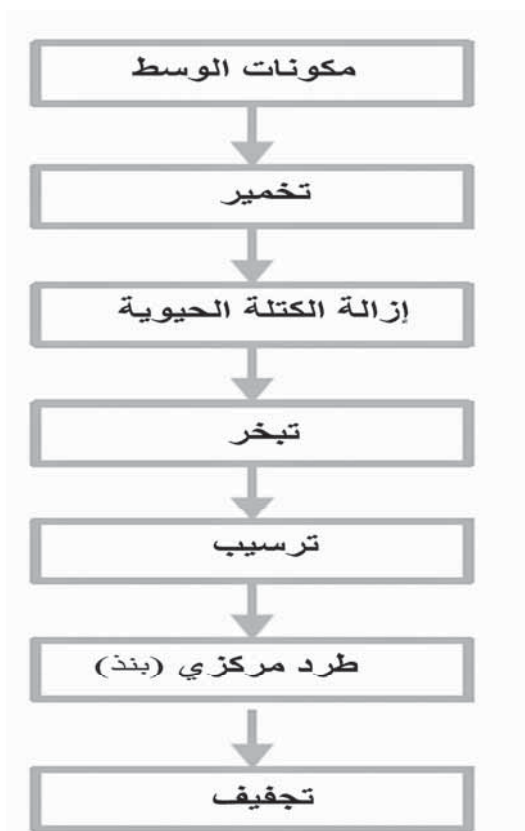 مكونات الوسط
تخمير
إزالة الكتلة الحيوية
تبخر
ترسيب
طرد مركزي (بنذ)
تجفيف